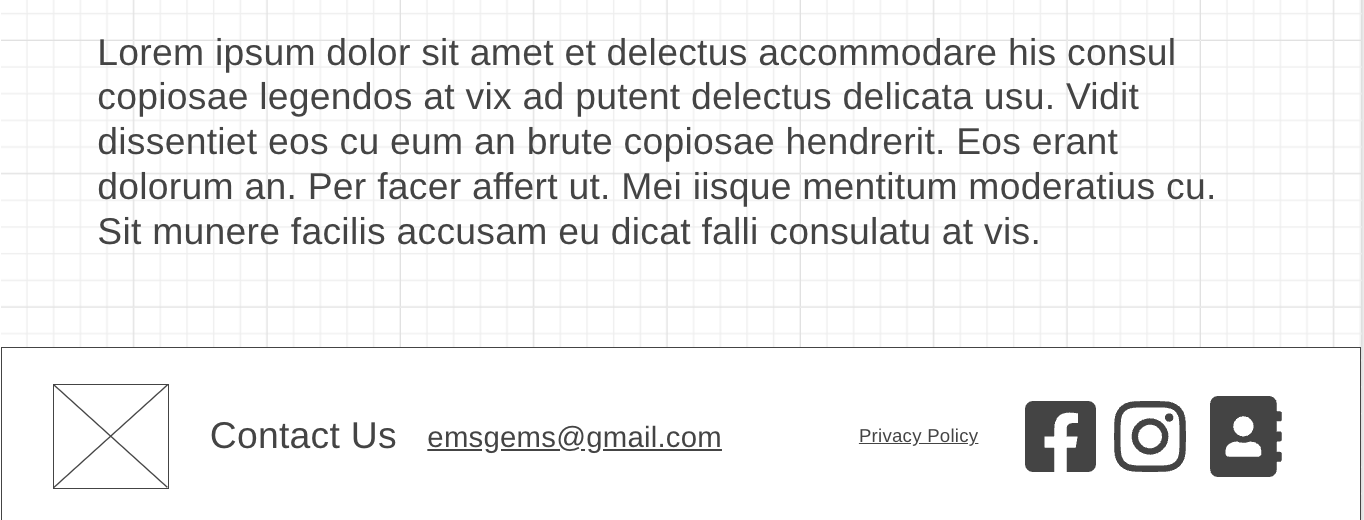 Lorem ipsum dolor sit amet et delectus accommodare his consul
copiosae legendos at vix ad putent delectus delicata usu. Vidit
dissentiet eos cu eum an brute copiosae hendrerit. Eos erant
dolorum an. Per facer affert ut. Mei iisque mentitum moderatius cu.
Sit munere facilis accusam eu dicat falli consulatu at vis.
Contact Us emsgems@gmail.com Privacy Policy